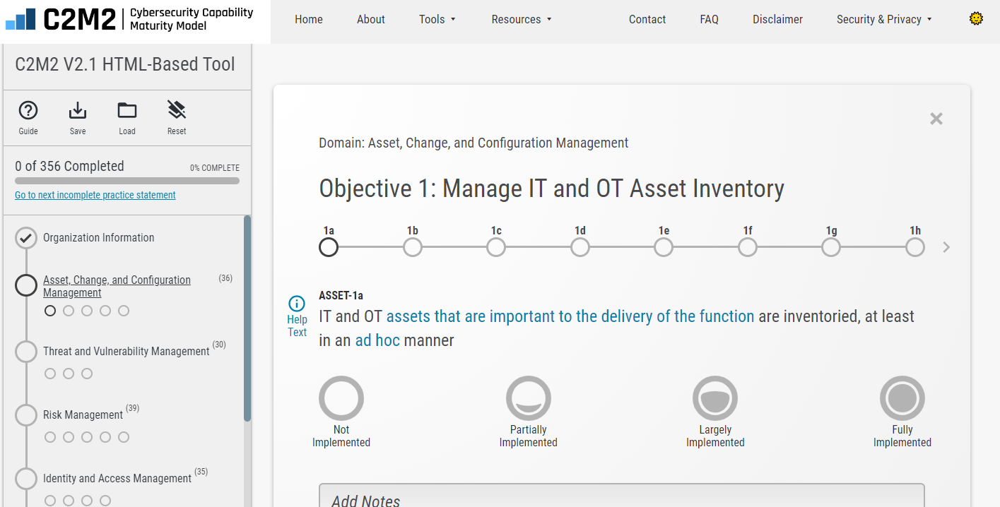 C2M2 Cybersecurity Capability
Maturity Model
Home About Tools Resources Contact FAQ Disclaimer Security & Privacy
C2M2 V2.1 HTML-Based Tool
Guide Save Load Reset
0 of 356 Completed 0% COMPLETE
Go to next incomplete practice statement
Organization Information
Asset, Change, and Configuration (36)
Management
Threat and Vulnerability Management (30)
Risk Management (39)
Identity and Access Management (35)
Domain: Asset, Change, and Configuration Management
Objective 1: Manage IT and OT Asset Inventory
1a 1b 1c 1d 1e 1f 1g 1h
Help
Text
ASSET-1a
IT and OT assets that are important to the delivery of the function are inventoried, at least
in an ad hoc manner
Not
Implemented
Partially
Implemented
Largely
Implemented
Fully
Implemented
Add Notes